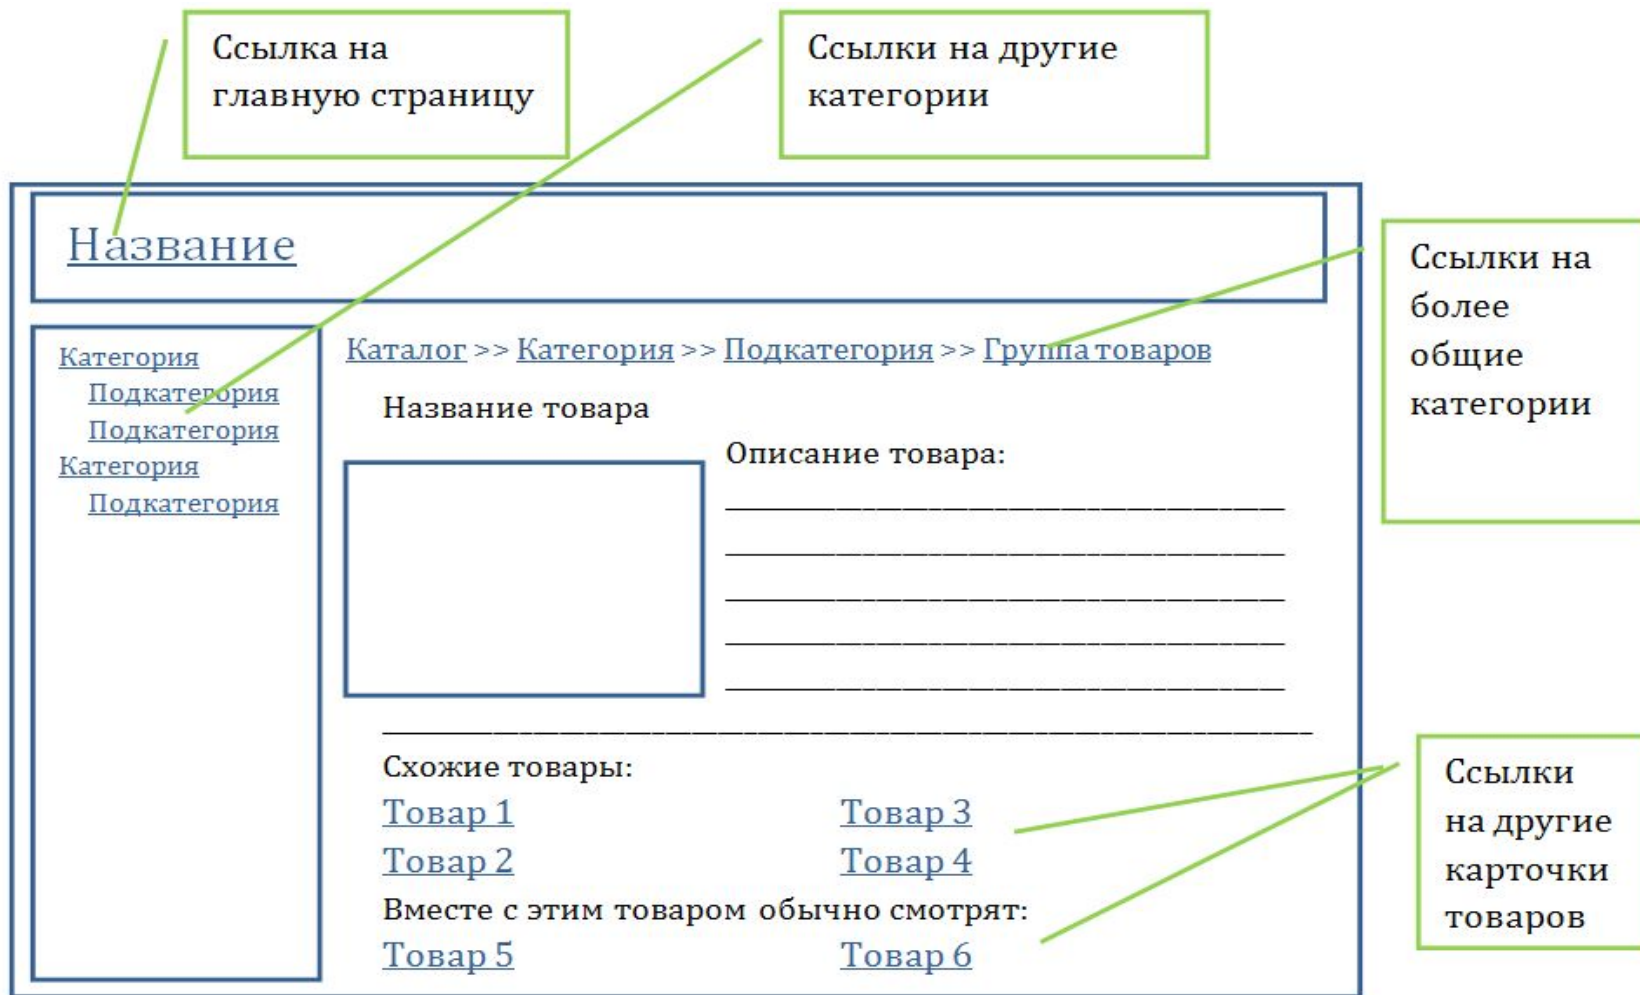 Ссылка на
главную страницу
Ссылки на другие
категории
Название
Ссылки на
более
общие
категории
Категория
Подкатегория
Подкатегория
Категория
Подкатегория
Каталог >> Категория >> Подкатегория >> Группа товаров
Название товара
Описание товара:
Схожие товары:
Товар 1 Товар 3
Товар 2 Товар 4
Вместе с этим товаром обычно смотрят:
Товар 5 Товар 6
Ссылки
на другие
карточки
товаров